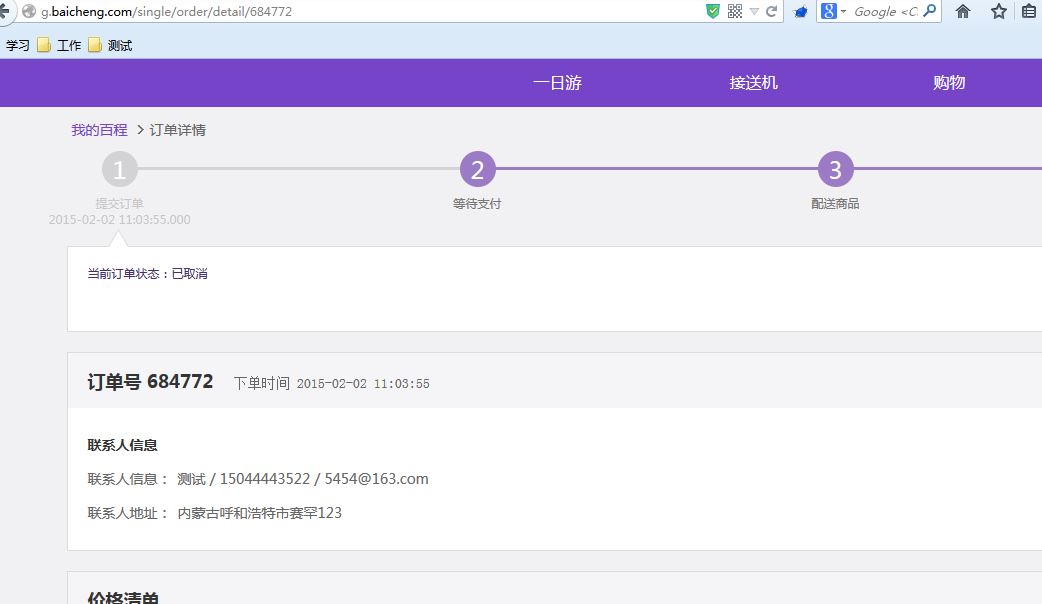 g.baicheng.com/single/order/detail/684772
Google <C
学习 工作 测试
一日游 接送机 购物
我的百程 > 订单详情
1 2 3
提交订单 等待支付 配送商品
2015-02-02 11:03:55.000
当前订单状态：已取消
订单号 684772 下单时间 2015-02-02 11:03:55
联系人信息
联系人信息： 测试 / 15044443522 / 5454@163.com
联系人地址： 内蒙古呼和浩特市赛罕123
价格清单